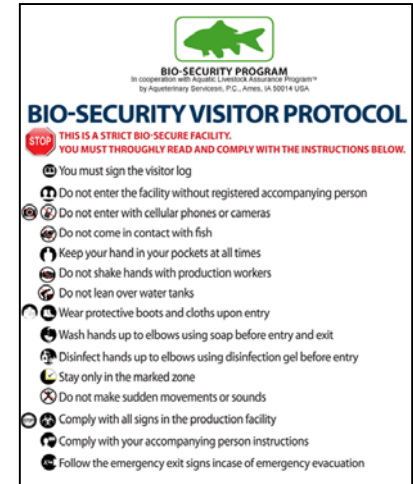 BIO-SECURITY PROGRAM
In cooperation with Aquatic Livestock Assurance Program™
by Aqueterinary Servicesn, P.C., Ames, IA 50014 USA
BIO-SECURITY VISITOR PROTOCOL
STOP
THIS IS A STRICT BIO-SECURE FACILITY.
YOU MUST THROUGHLY READ AND COMPLY WITH THE INSTRUCTIONS BELOW.
You must sign the visitor log
Do not enter the facility without registered accompanying person
Do not enter with cellular phones or cameras
Do not come in contact with fish
Keep your hand in your pockets at all times
Do not shake hands with production workers
Do not lean over water tanks
Wear protective boots and cloths upon entry
Wash hands up to elbows using soap before entry and exit
Disinfect hands up to elbows using disinfection gel before entry
Stay only in the marked zone
Do not make sudden movements or sounds
Comply with all signs in the production facility
Comply with your accompanying person instructions
Follow the emergency exit signs incase of emergency evacuation